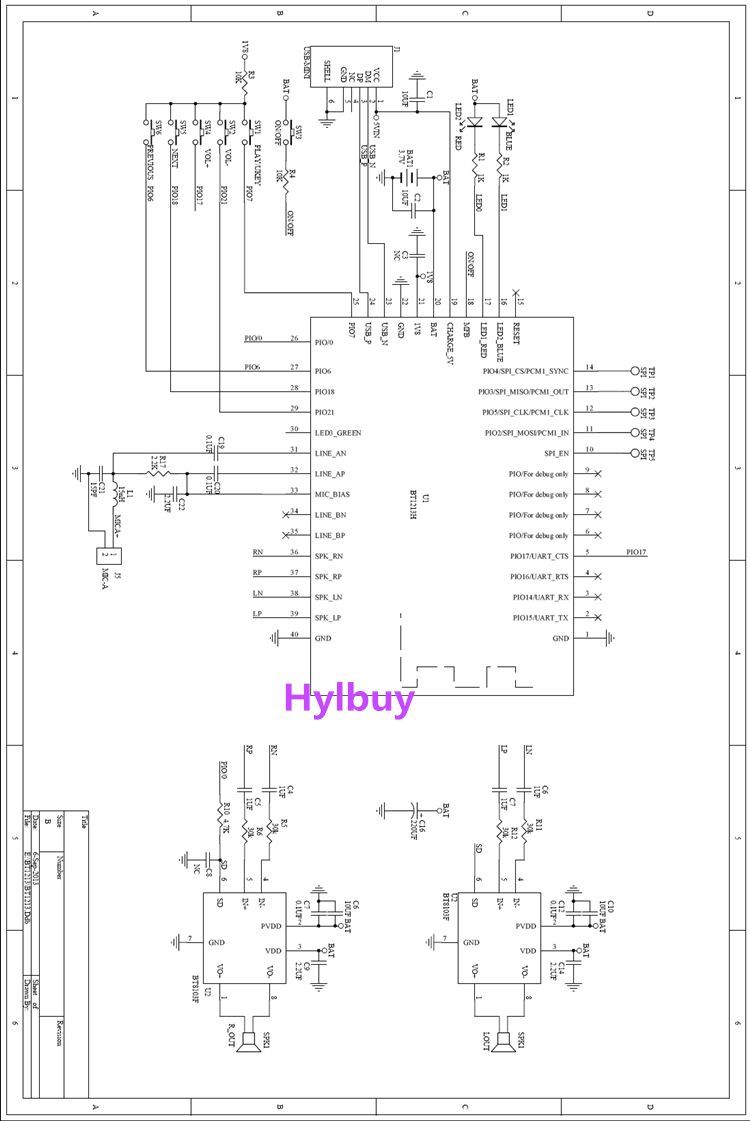 1 2 3 4 5 6
D D
C C
B B
A A
TP1 TP2 TP3 TP4 TP5
SPI SPI SPI SPI SPI
PIO17
14 13 12 11 10 9 8 7 6 5 4 3 2 1
PIO4/SPI_CS/PCM1_SYNC
PIO3/SPI_MISO/PCM1_OUT
PIO5/SPI_CLK/PCM1_CLK
PIO2/SPI_MOSI/PCM1_IN
SPI_EN
PIO/For debug only
PIO/For debug only
PIO/For debug only
PIO/For debug only
PIO17/UART_CTS
PIO16/UART_RTS
PIO14/UART_RX
PIO15/UART_TX
GND
15 RESET
16 LED2_BLUE
17 LED1_RED
18 MFB
19 CHARGE_5V
20 BAT
21 1V8
22 GND
23 USB_N
24 USB_P
25 PIO7
U1
BT1213H
LED1 BLUE R2 1K LED1
BAT R1 1K LED0
LED2 RED
ON/OFF
BAT
C1
10UF
BAT1
3.7V
C2
10UF
1V8
C3
NC
J1
VCC 1 5VIN
DM 2 USB_N
DP 3 USB_P
NC 4
GND 5
SHELL 6
USB-MINI
SW3
BAT R4 ON/OFF
ON/OFF 10K
R3 SW1 PLAY/UKEY
1V8 10K PIO7
SW2 VOL-
PIO21
SW4 VOL+
PIO17
SW5 NEXT PIO18
SW6
PREVIOUS PIO6
PIO/0
PIO6
PIO18
PIO21
LED3_GREEN
LINE_AN
LINE_AP
MIC_BIAS
LINE_BN
LINE_BP
SPK_RN
SPK_RP
SPK_LN
SPK_LP
GND
26 27 28 29 30 31 32 33 34 35 36 37 38 39 40
PIO/0 PIO6 RN RP LN LP
C19
0.1UF
C20
0.1UF
C22
2.2UF
R17
2.2K
L1
15nH
MICA+
1
2
J5
MIC-A
C21
15PF
Hylbuy
C10
10UF BAT
C12
0.1UF
BAT
C14
2.2UF
2 3
LN C6
1UF
R11
30k
4 IN-
LP C7
1UF
R12
30k
5 IN+
SD 6 SD
PVDD VDD GND
VO- 8
VO+ 1
7
U2
BT8103F
SPK1
LOUT
BAT
+ C16
220UF
C6
10UF BAT
C7
0.1UF
BAT
C9
2.2UF
2 3
RN C4
1UF
R5
30k
4 IN-
RP C5
1UF
R6
30k
5 IN+
PIO/0 R10 4.7K SD 6 SD
C8
NC
PVDD VDD GND
VO- 8
VO+ 1
7
U2
BT8103F
SPK1
R_OUT
Title
Size Number Revision
B
Date: 6-Sep-2013 Sheet of
File: E:\BT1213\BT1213.Ddb Drawn By:
1 2 3 4 5 6